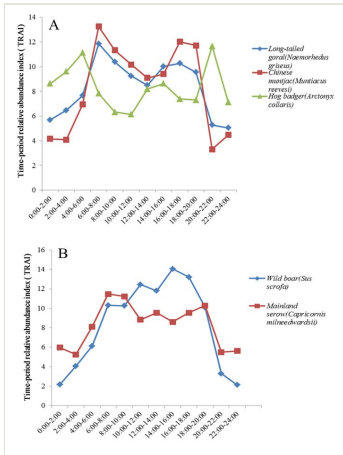 A
Time-period relative abundance index ( TRAI)
14
12
10
8
6
4
2
0
0:00-2:00
2:00-4:00
4:00-6:00
6:00-8:00
8:00-10:00
10:00-12:00
12:00-14:00
14:00-16:00
16:00-18:00
18:00-20:00
20:00-22:00
22:00-24:00
Long-tailed
goral(Naemorhedus
griseus)
Chinese
muntjac(Muntiacus
reevesi)
Hog badger(Arctonyx
collaris)
B
Time-period relative abundance index ( TRAI)
16
14
12
10
8
6
4
2
0
0:00-2:00
2:00-4:00
4:00-6:00
6:00-8:00
8:00-10:00
10:00-12:00
12:00-14:00
14:00-16:00
16:00-18:00
18:00-20:00
20:00-22:00
22:00-24:00
Wild boar(Sus
scrofa)
Mainland
serow(Capricornis
milneedwardsii)